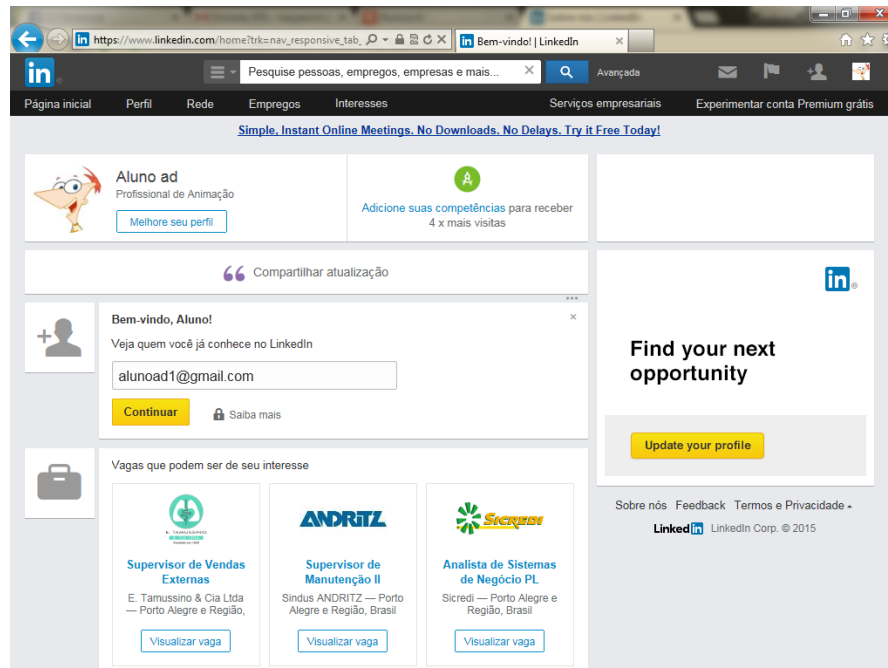 https://www.linkedin.com/home?trk=nav_responsive_tab_
Bem-vindo! | LinkedIn
in
Pesquise pessoas, empregos, empresas e mais...
Avançada
Página inicial Perfil Rede Empregos Interesses Serviços empresariais Experimentar conta Premium grátis
Simple, Instant Online Meetings. No Downloads. No Delays. Try it Free Today!
Aluno ad
Profissional de Animação
Melhore seu perfil
Adicione suas competências para receber
4 x mais visitas
Compartilhar atualização
Bem-vindo, Aluno!
Veja quem você já conhece no LinkedIn
alunoad1@gmail.com
Continuar Saiba mais
Vagas que podem ser de seu interesse
E. TAMUSSINO
Supervisor de Vendas
Externas
E. Tamussino & Cia Ltda
— Porto Alegre e Região,
Visualizar vaga
ANDRITZ
Supervisor de
Manutenção II
Sindus ANDRITZ — Porto
Alegre e Região, Brasil
Visualizar vaga
SICREDI
Analista de Sistemas
de Negócio PL
Sicredi — Porto Alegre e
Região, Brasil
Visualizar vaga
in
Find your next
opportunity
Update your profile
Sobre nós Feedback Termos e Privacidade
Linked in LinkedIn Corp. © 2015